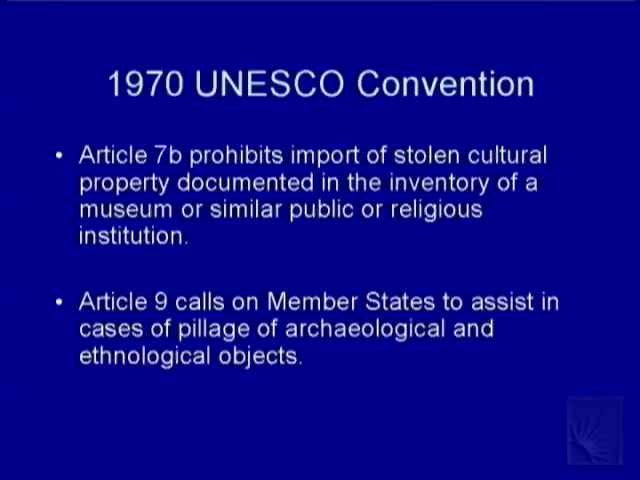 1970 UNESCO Convention
• Article 7b prohibits import of stolen cultural
property documented in the inventory of a
museum or similar public or religious
institution.
• Article 9 calls on Member States to assist in
cases of pillage of archaeological and
ethnological objects.